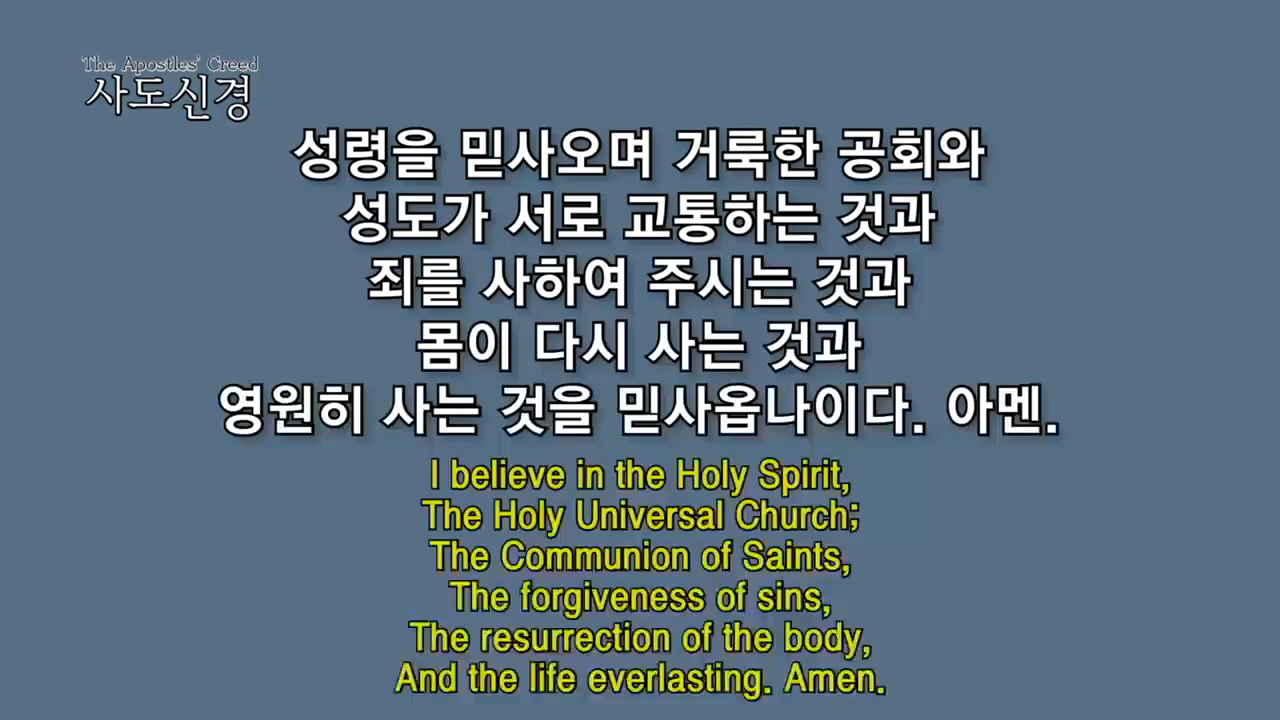 The Apostles' Creed
사도신경
성령을 믿사오며 거룩한 공회와
성도가 서로 교통하는 것과
죄를 사하여 주시는 것과
몸이 다시 사는 것과
영원히 사는 것을 믿사옵나이다. 아멘.
I believe in the Holy Spirit,
The Holy Universal Church;
The Communion of Saints,
The forgiveness of sins,
The resurrection of the body,
And the life everlasting. Amen.